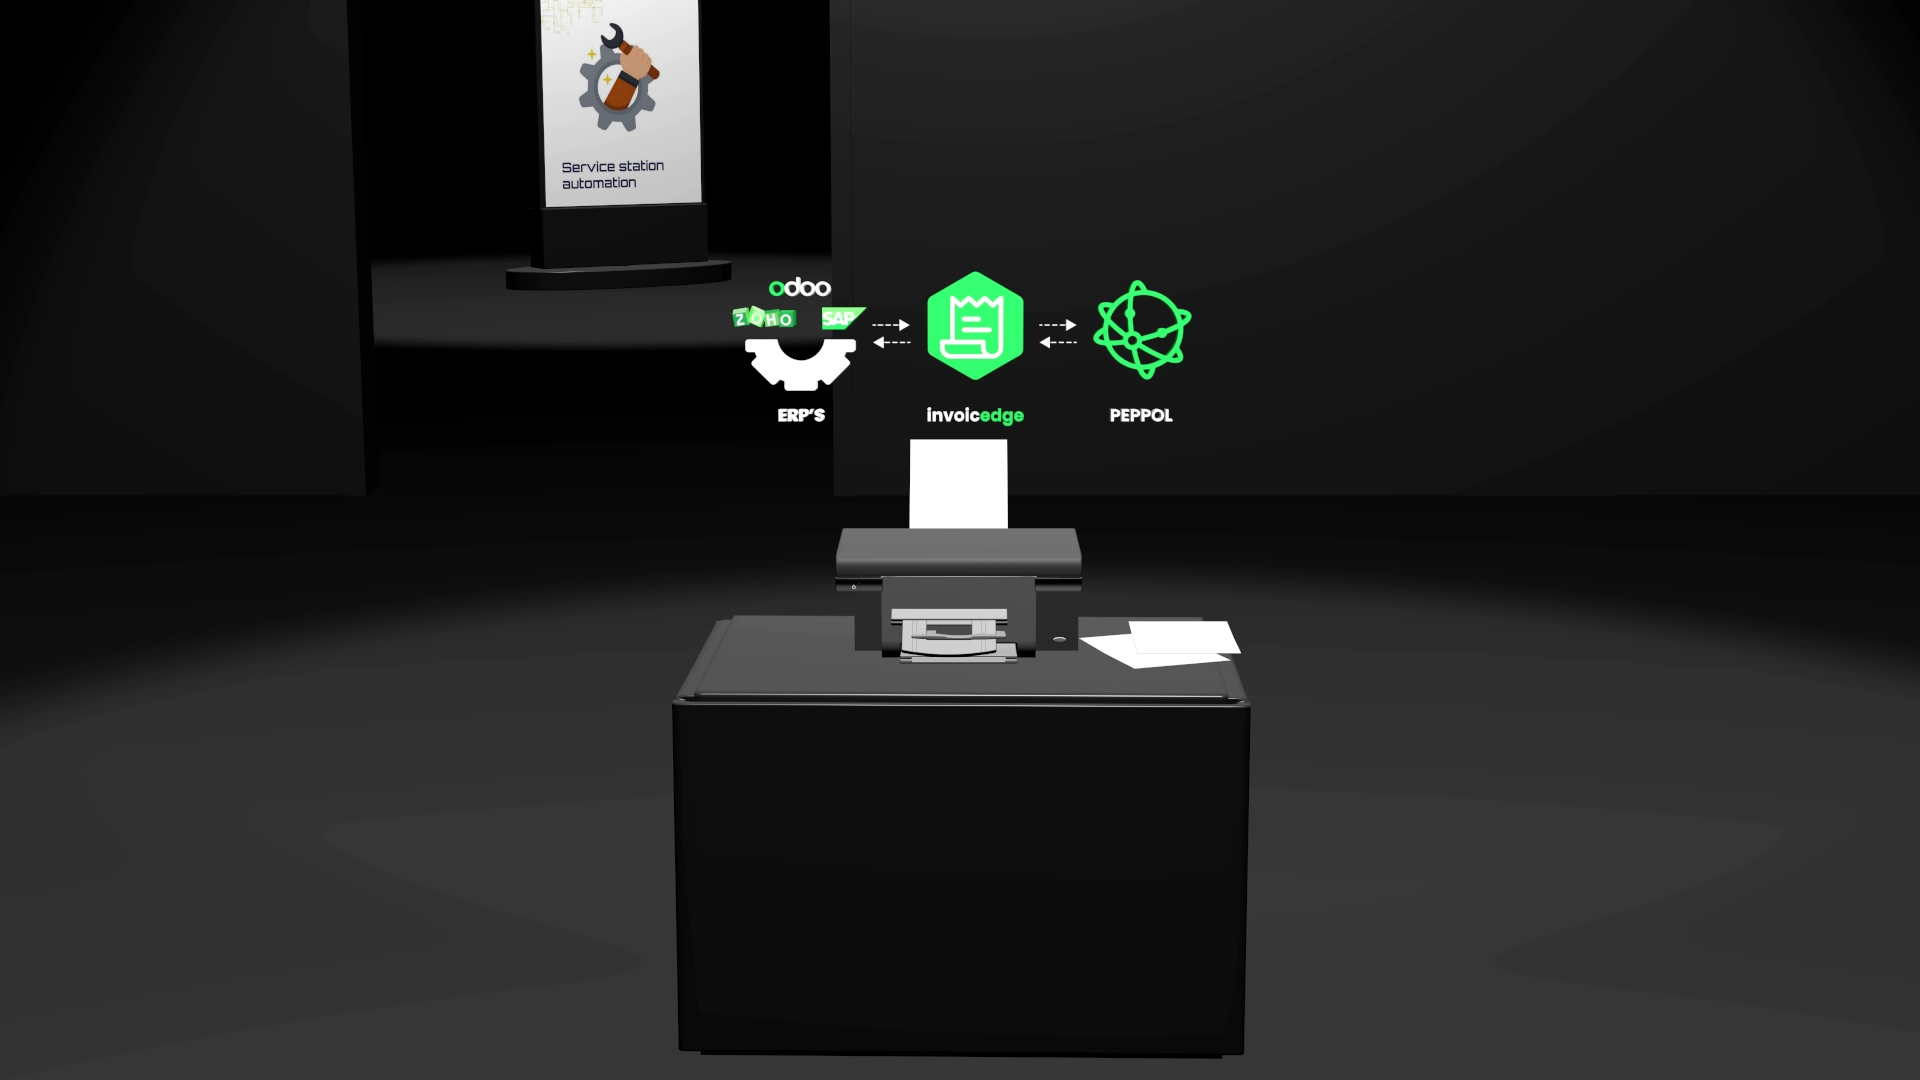 Service station
automation
odoo
ZOHO SAP
ERP'S
invoicedge
PEPPOL